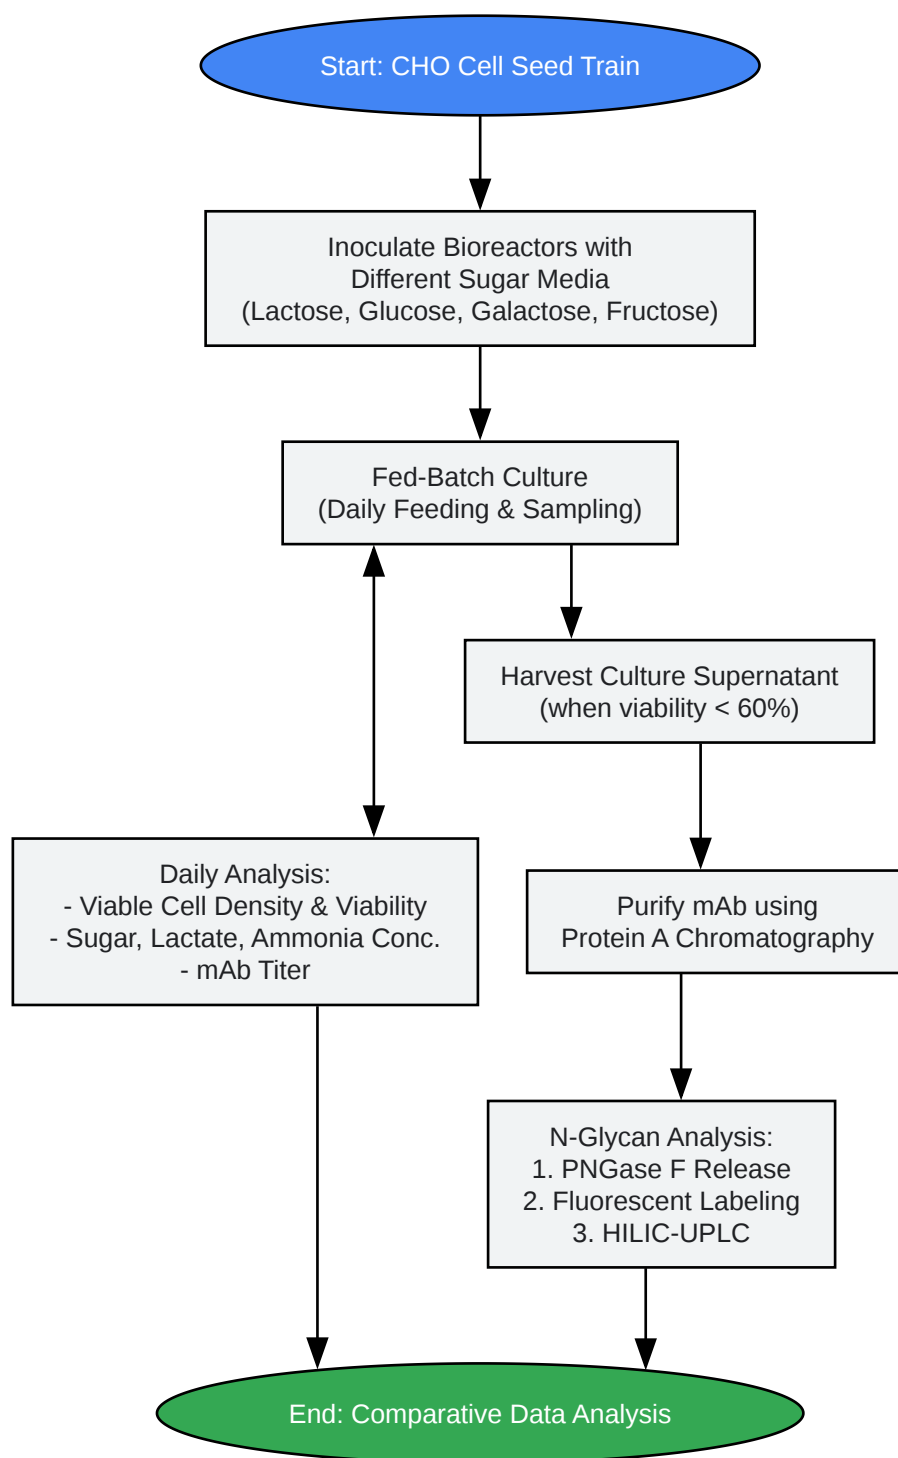 Start: CHO Cell Seed Train
Inoculate Bioreactors with
Different Sugar Media
(Lactose, Glucose, Galactose, Fructose)
Fed-Batch Culture
(Daily Feeding & Sampling)
Harvest Culture Supernatant
(when viability < 60%)
Daily Analysis:
- Viable Cell Density & Viability
- Sugar, Lactate, Ammonia Conc.
- mAb Titer
Purify mAb using
Protein A Chromatography
N-Glycan Analysis:
1. PNGase F Release
2. Fluorescent Labeling
3. HILIC-UPLC
End: Comparative Data Analysis